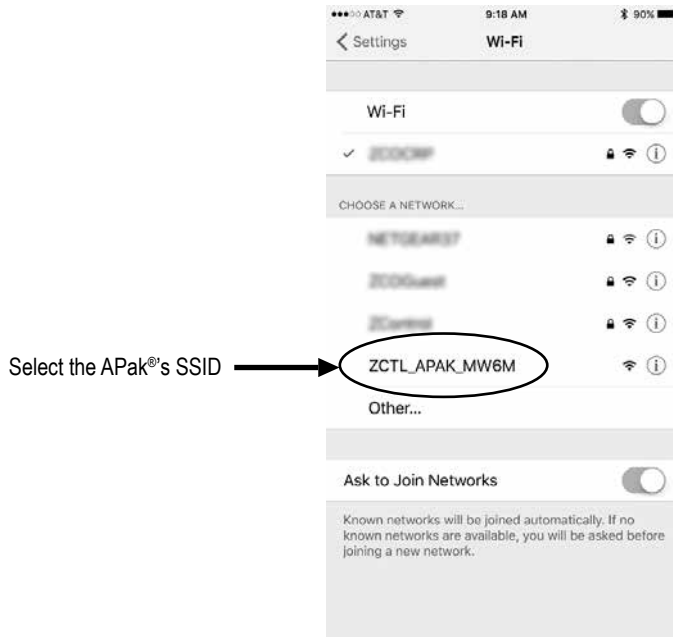 AT&T 9:18 AM 90%
Settings Wi-Fi
Wi-Fi
CHOOSE A NETWORK...
Select the APak®'s SSID
ZCTL_APAK_MW6M
Other...
Ask to Join Networks
Known networks will be joined automatically. If no
known networks are available, you will be asked before
joining a new network.